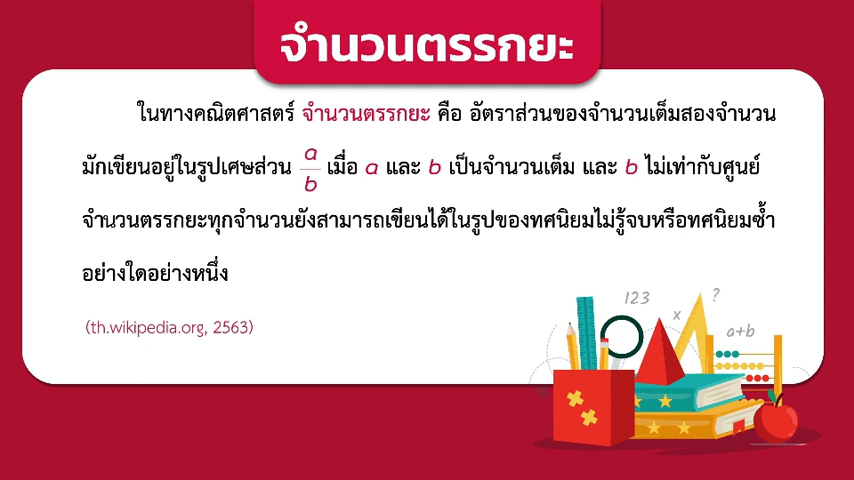 จำนวนตรรกยะ
ในทางคณิตศาสตร์ จำนวนตรรกยะ คือ อัตราส่วนของจำนวนเต็มสองจำนวน
มักเขียนอยู่ในรูปเศษส่วน a/b เมื่อ a และ b เป็นจำนวนเต็ม และ b ไม่เท่ากับศูนย์
จำนวนตรรกยะทุกจำนวนยังสามารถเขียนได้ในรูปของทศนิยมไม่รู้จบหรือทศนิยมซ้ำ
อย่างใดอย่างหนึ่ง
(th.wikipedia.org, 2563)
123
?
x
a+b